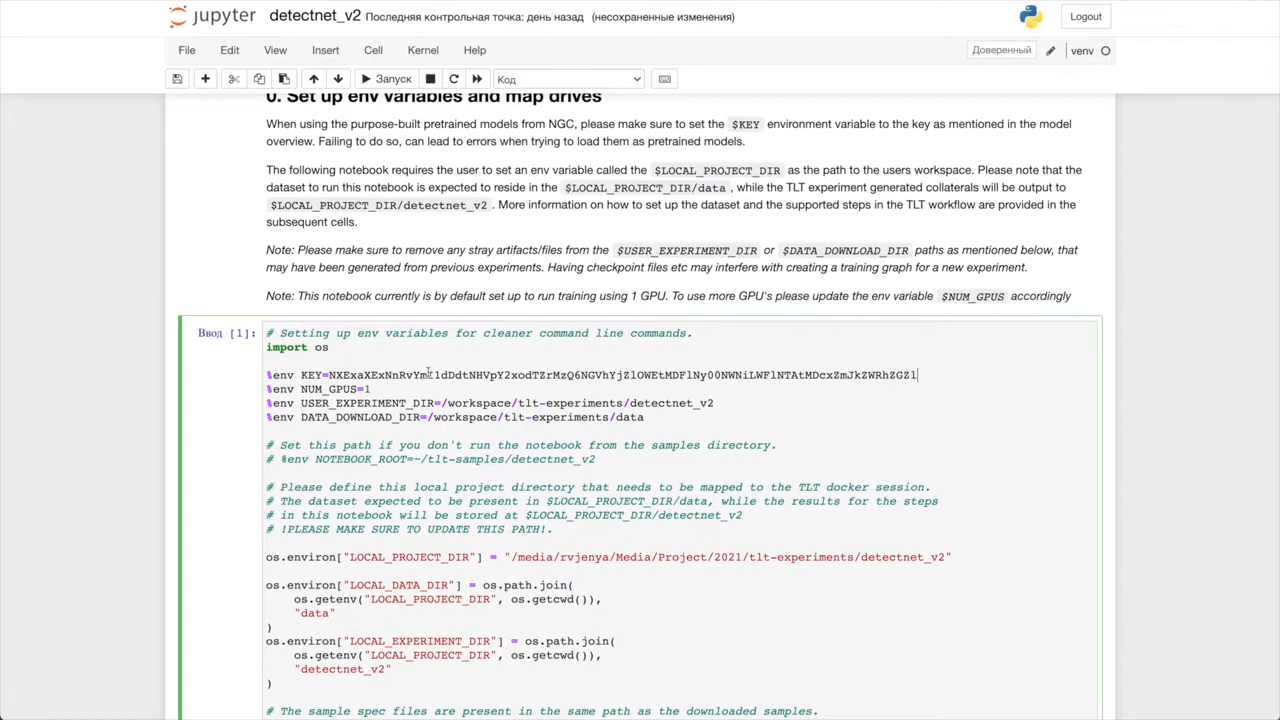 jupyter detectnet_v2 Последняя контрольная точка: день назад (несохраненные изменения) Logout
File Edit View Insert Cell Kernel Help Доверенный venv
Запуск Код
0. Set up env variables and map drives
When using the purpose-built pretrained models from NGC, please make sure to set the $KEY environment variable to the key as mentioned in the model
overview. Failing to do so, can lead to errors when trying to load them as pretrained models.
The following notebook requires the user to set an env variable called the $LOCAL_PROJECT_DIR as the path to the users workspace. Please note that the
dataset to run this notebook is expected to reside in the $LOCAL_PROJECT_DIR/data, while the TLT experiment generated collaterals will be output to
$LOCAL_PROJECT_DIR/detectnet_v2. More information on how to set up the dataset and the supported steps in the TLT workflow are provided in the
subsequent cells.
Note: Please make sure to remove any stray artifacts/files from the $USER_EXPERIMENT_DIR or $DATA_DOWNLOAD_DIR paths as mentioned below, that
may have been generated from previous experiments. Having checkpoint files etc may interfere with creating a training graph for a new experiment.
Note: This notebook currently is by default set up to run training using 1 GPU. To use more GPU's please update the env variable $NUM_GPUS accordingly
Ввод [1]: # Setting up env variables for cleaner command line commands.
import os
%env
%env NUM_GPUS=1
%env USER_EXPERIMENT_DIR=/workspace/tlt-experiments/detectnet_v2
%env DATA_DOWNLOAD_DIR=/workspace/tlt-experiments/data
# Set this path if you don't run the notebook from the samples directory.
# %env NOTEBOOK_ROOT=~/tlt-samples/detectnet_v2
# Please define this local project directory that needs to be mapped to the TLT docker session.
# The dataset expected to be present in $LOCAL_PROJECT_DIR/data, while the results for the steps
# in this notebook will be stored at $LOCAL_PROJECT_DIR/detectnet_v2
# !PLEASE MAKE SURE TO UPDATE THIS PATH!.
os.environ["LOCAL_PROJECT_DIR"] = "/media/rvjenya/Media/Project/2021/tlt-experiments/detectnet_v2"
os.environ["LOCAL_DATA_DIR"] = os.path.join(
os.getenv("LOCAL_PROJECT_DIR", os.getcwd()),
"data"
)
os.environ["LOCAL_EXPERIMENT_DIR"] = os.path.join(
os.getenv("LOCAL_PROJECT_DIR", os.getcwd()),
"detectnet_v2"
)
# The sample spec files are present in the same path as the downloaded samples.